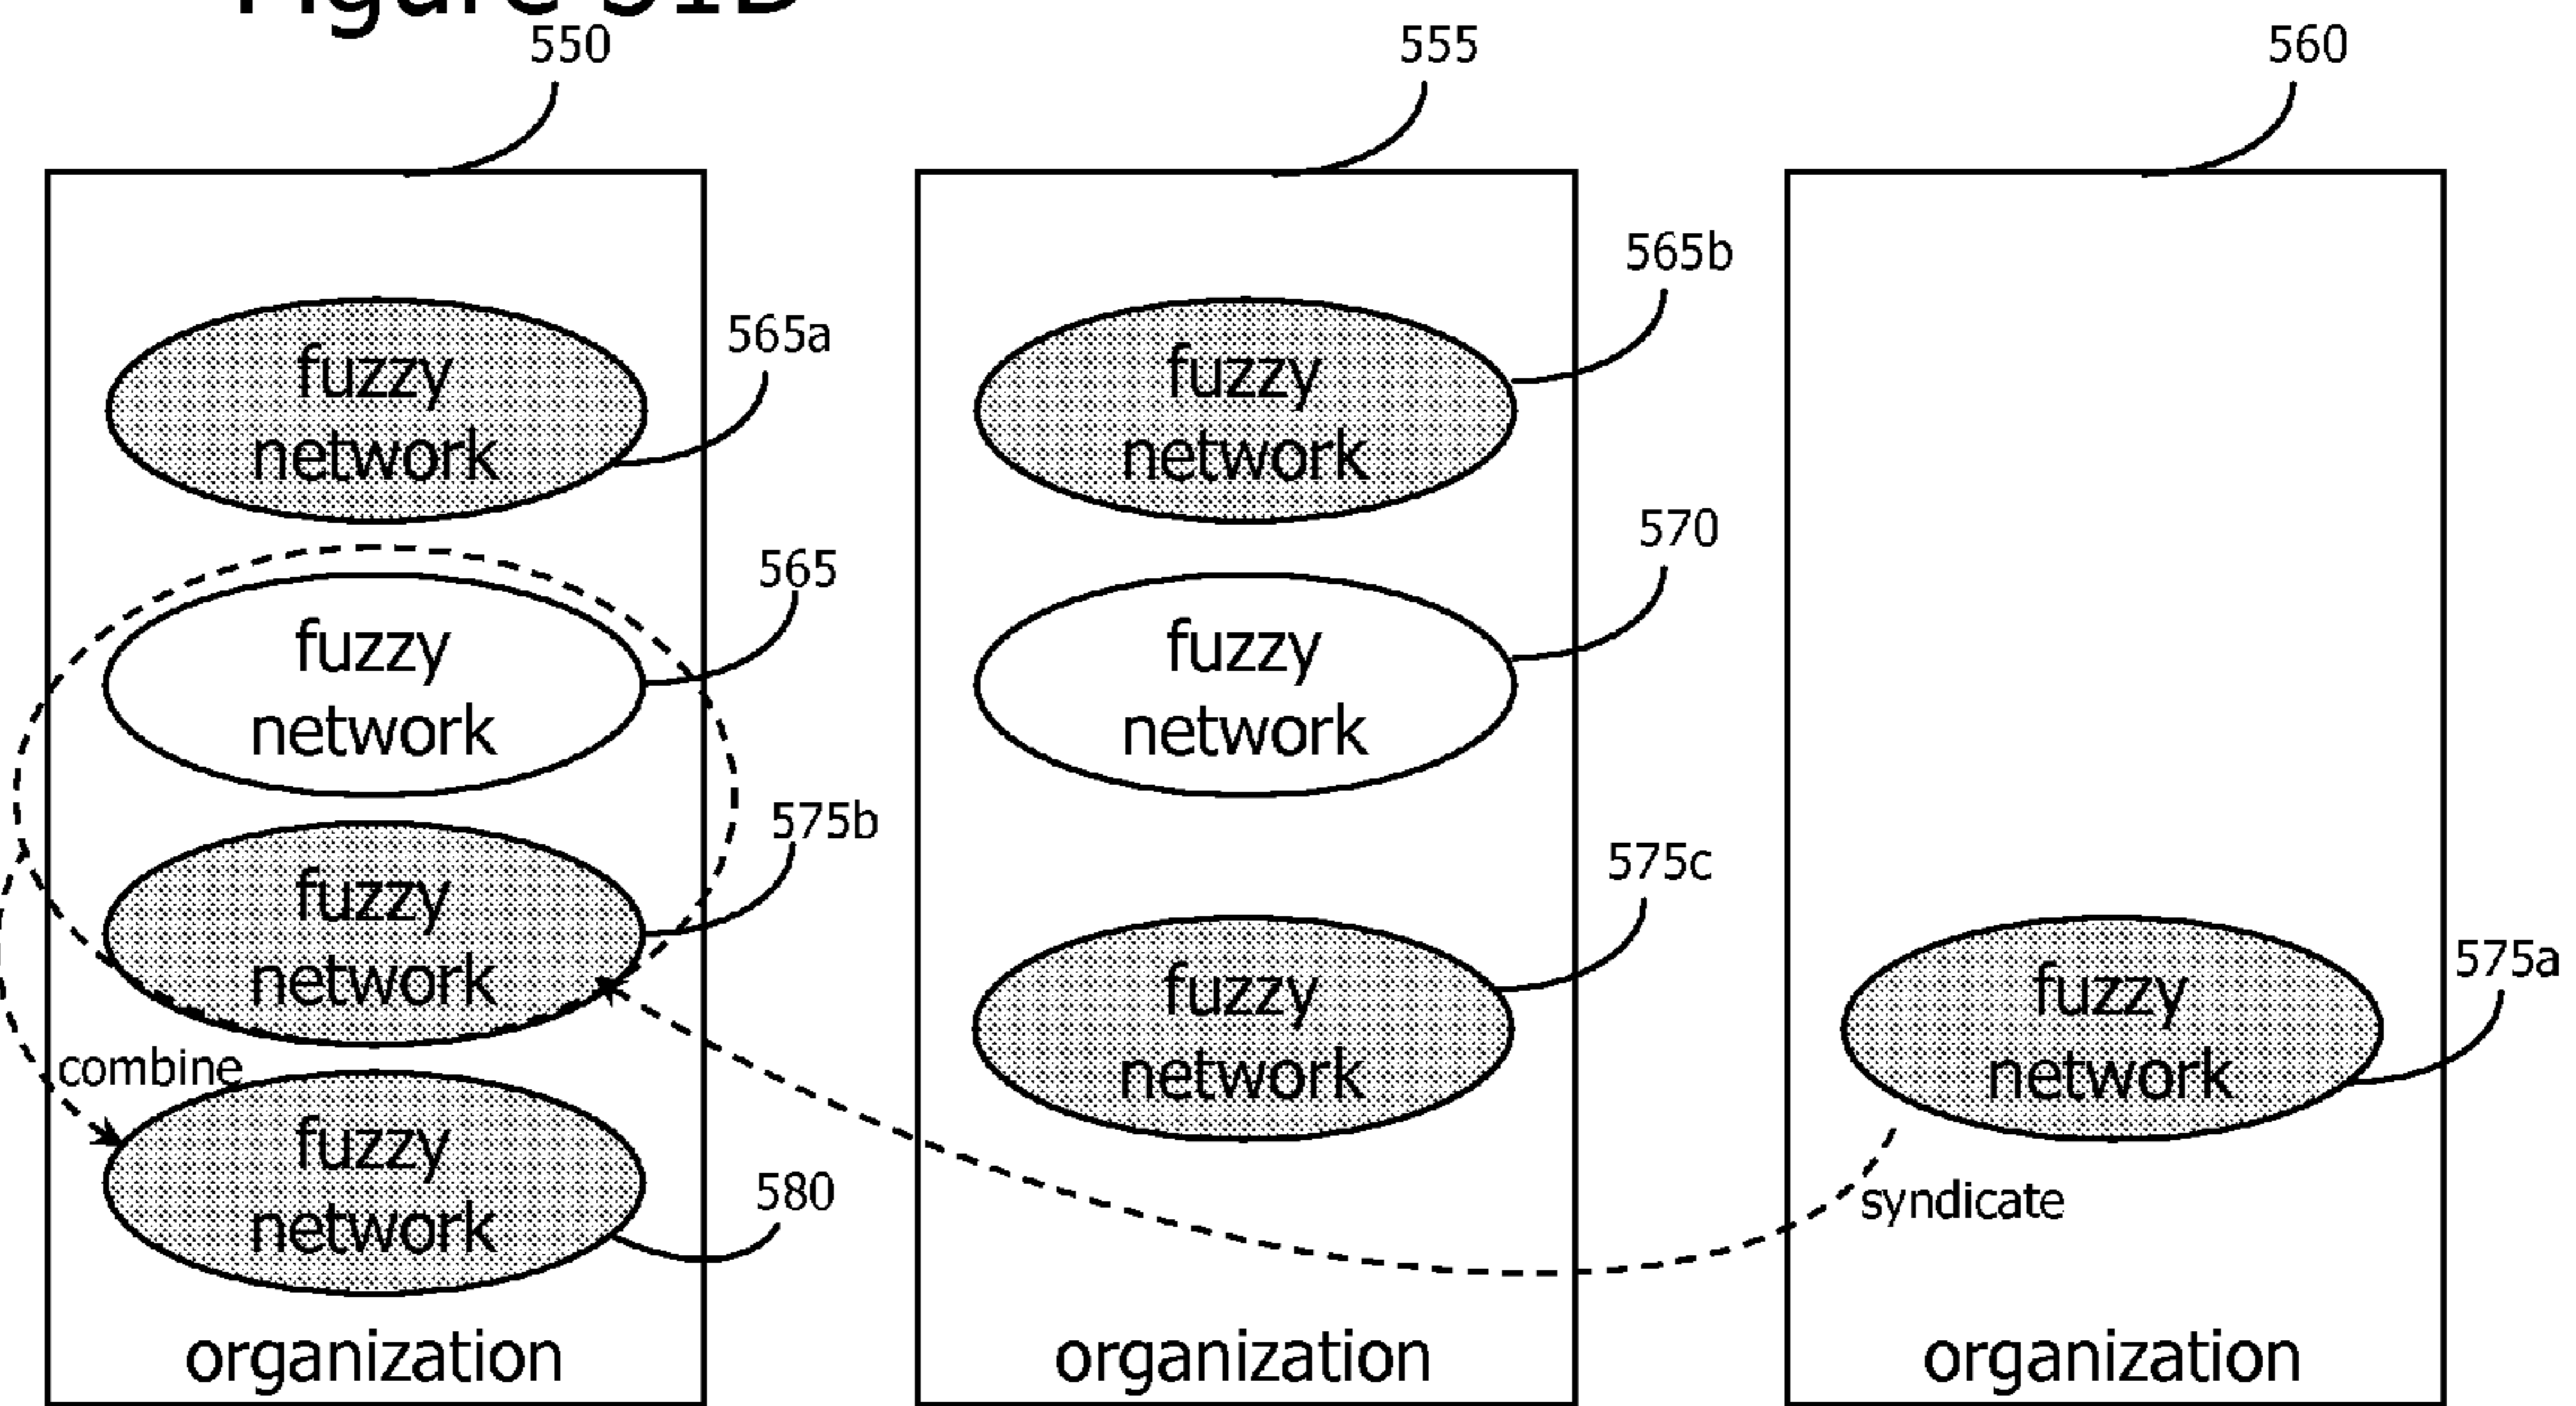 550
555
560
565b
fuzzy
network
565a
fuzzy
network
565
570
fuzzy
network
fuzzy
network
575b
575c
fuzzy
network
fuzzy
network
fuzzy
network
575a
combine
fuzzy
network
580
syndicate
organization
organization
organization